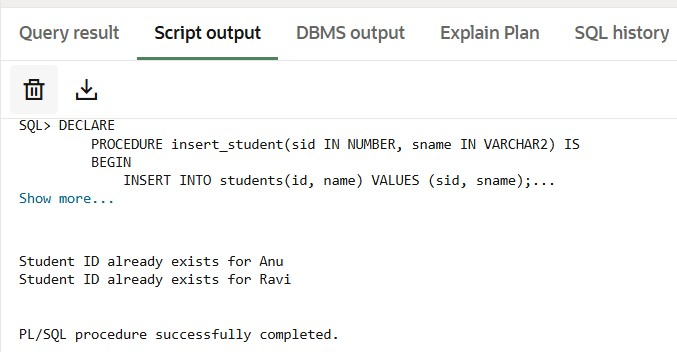 Query result Script output DBMS output Explain Plan SQL history
SQL> DECLARE
PROCEDURE insert_student(sid IN NUMBER, sname IN VARCHAR2) IS
BEGIN
INSERT INTO students(id, name) VALUES (sid, sname);...
Show more...
Student ID already exists for Anu
Student ID already exists for Ravi
PL/SQL procedure successfully completed.